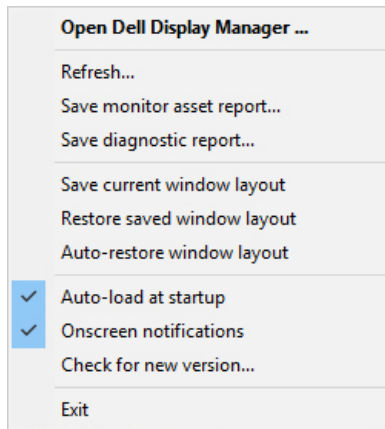 Open Dell Display Manager ...
Refresh...
Save monitor asset report...
Save diagnostic report...
Save current window layout
Restore saved window layout
Auto-restore window layout
Auto-load at startup
Onscreen notifications
Check for new version...
Exit